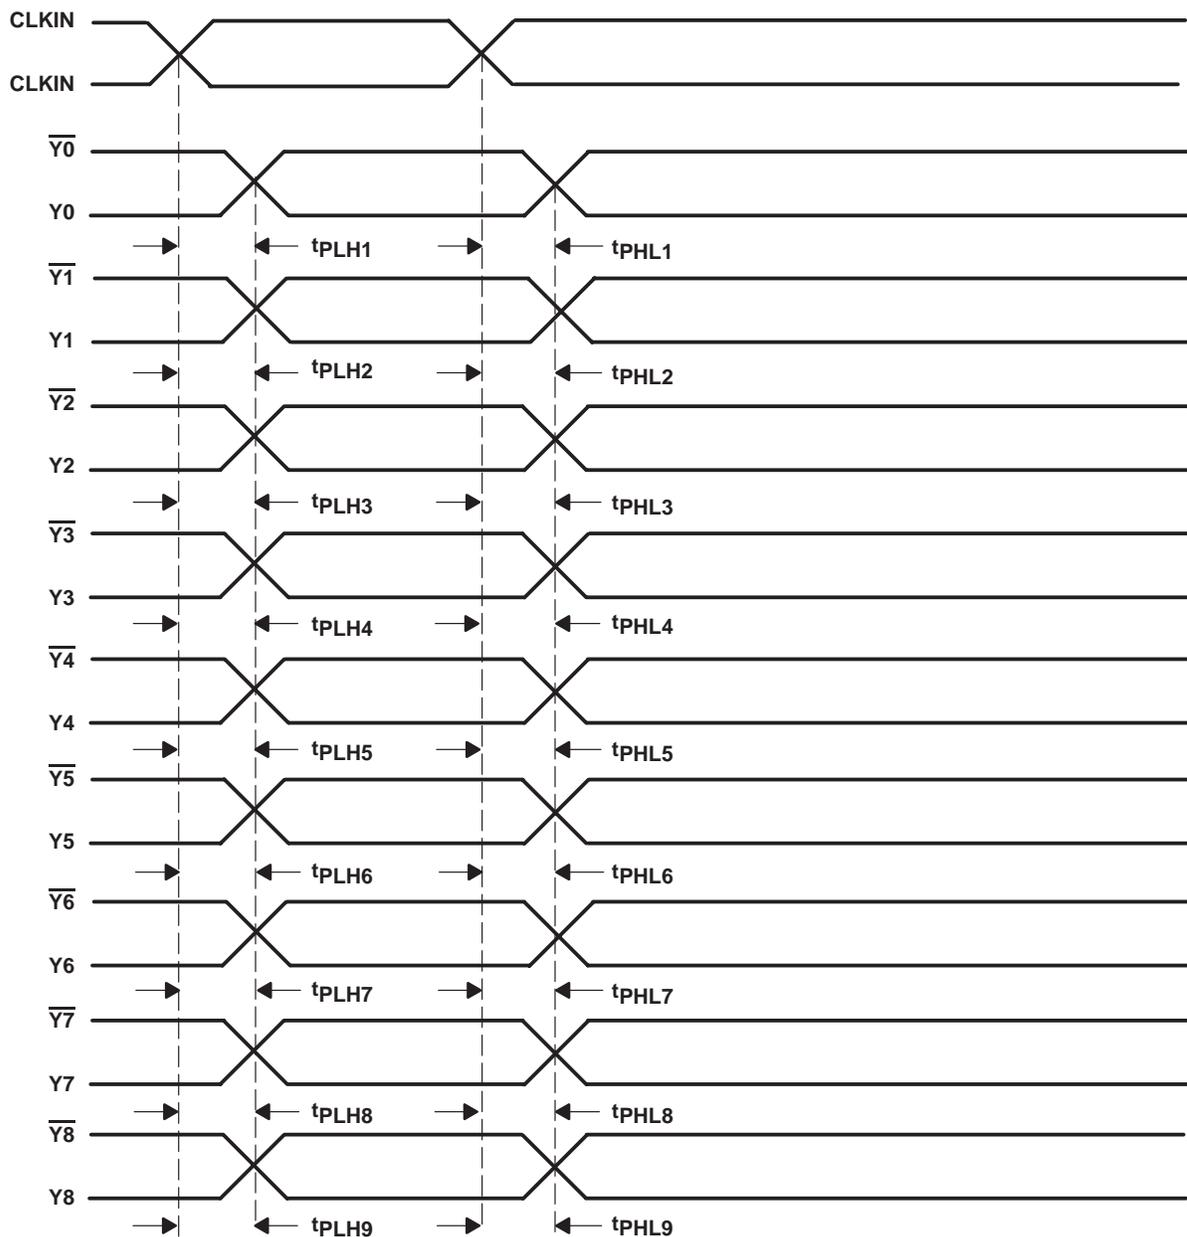 CLKIN
CLKIN
Y0
Y0
tPLH1 tPHL1
Y1
Y1
tPLH2 tPHL2
Y2
Y2
tPLH3 tPHL3
Y3
Y3
tPLH4 tPHL4
Y4
Y4
tPLH5 tPHL5
Y5
Y5
tPLH6 tPHL6
Y6
Y6
tPLH7 tPHL7
Y7
Y7
tPLH8 tPHL8
Y8
Y8
tPLH9 tPHL9